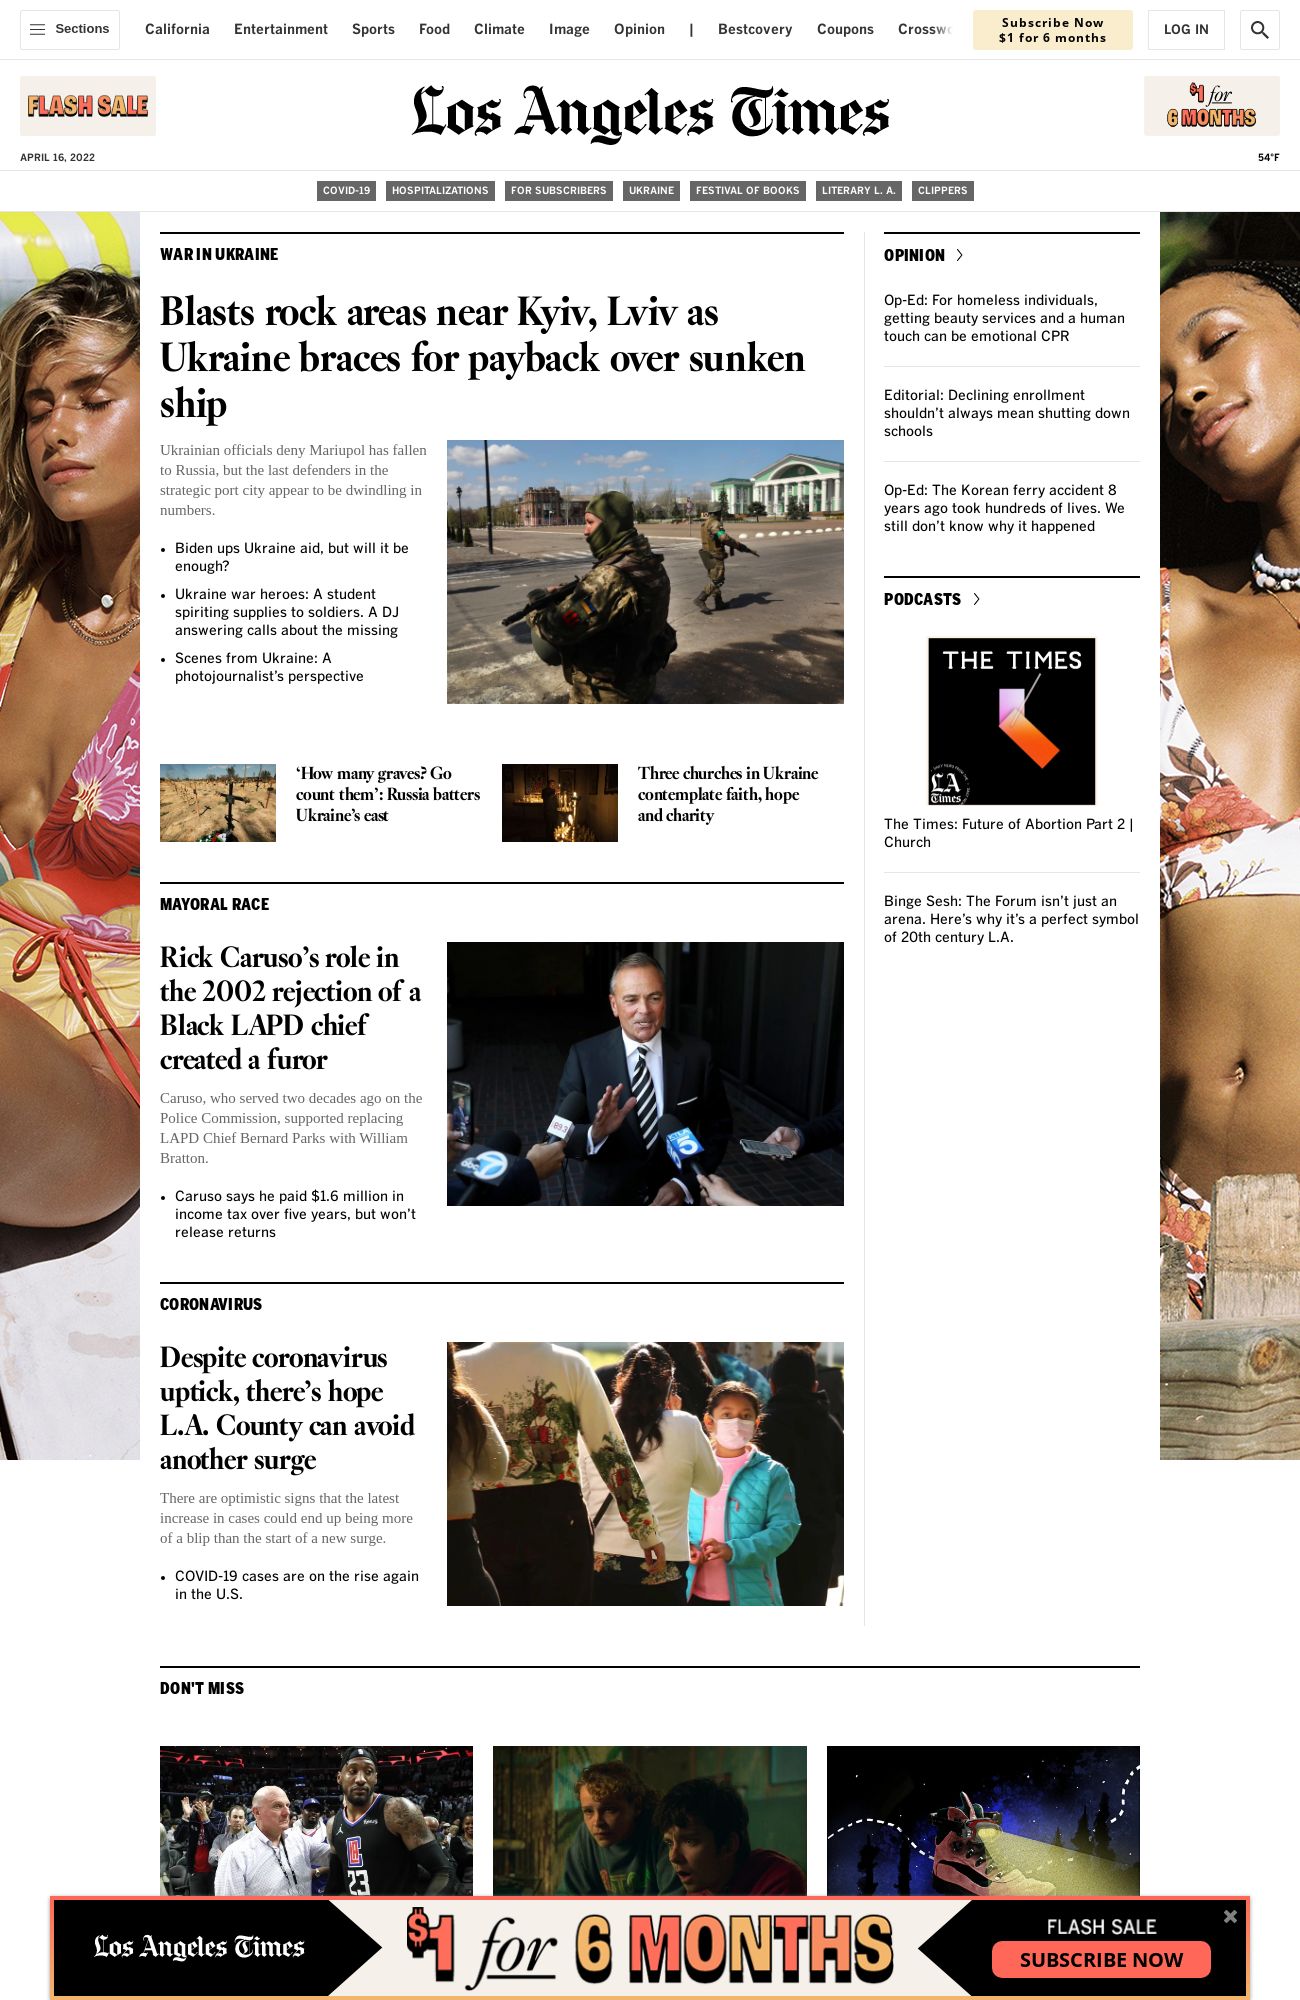 Sections
California Entertainment Sports Food Climate Image Opinion | Bestcovery Coupons
Subscribe Now
$1 for 6 months
LOG IN
FLASH SALE
Los Angeles Times
$1 for
6 MONTHS
APRIL 16, 2022
54°F
COVID-19 HOSPITALIZATIONS FOR SUBSCRIBERS UKRAINE FESTIVAL OF BOOKS LITERARY L. A. CLIPPERS
WAR IN UKRAINE
Blasts rock areas near Kyiv, Lviv as
Ukraine braces for payback over sunken
ship
Ukrainian officials deny Mariupol has fallen
to Russia, but the last defenders in the
strategic port city appear to be dwindling in
numbers.
• Biden ups Ukraine aid, but will it be
enough?
• Ukraine war heroes: A student
spiriting supplies to soldiers. A DJ
answering calls about the missing
• Scenes from Ukraine: A
photojournalist’s perspective
‘How many graves? Go
count them’: Russia batters
Ukraine’s east
Three churches in Ukraine
contemplate faith, hope
and charity
MAYORAL RACE
Rick Caruso’s role in
the 2002 rejection of a
Black LAPD chief
created a furor
Caruso, who served two decades ago on the
Police Commission, supported replacing
LAPD Chief Bernard Parks with William
Bratton.
• Caruso says he paid $1.6 million in
income tax over five years, but won’t
release returns
abc 7
89.3
KTLA
5
CORONAVIRUS
Despite coronavirus
uptick, there’s hope
L.A. County can avoid
another surge
There are optimistic signs that the latest
increase in cases could end up being more
of a blip than the start of a new surge.
• COVID-19 cases are on the rise again
in the U.S.
OPINION
Op-Ed: For homeless individuals,
getting beauty services and a human
touch can be emotional CPR
Editorial: Declining enrollment
shouldn’t always mean shutting down
schools
Op-Ed: The Korean ferry accident 8
years ago took hundreds of lives. We
still don’t know why it happened
PODCASTS
THE TIMES
LA
Times
The Times: Future of Abortion Part 2 |
Church
Binge Sesh: The Forum isn’t just an
arena. Here’s why it’s a perfect symbol
of 20th century L.A.
DON'T MISS
23
Los Angeles Times
$1 for 6 MONTHS
FLASH SALE
SUBSCRIBE NOW